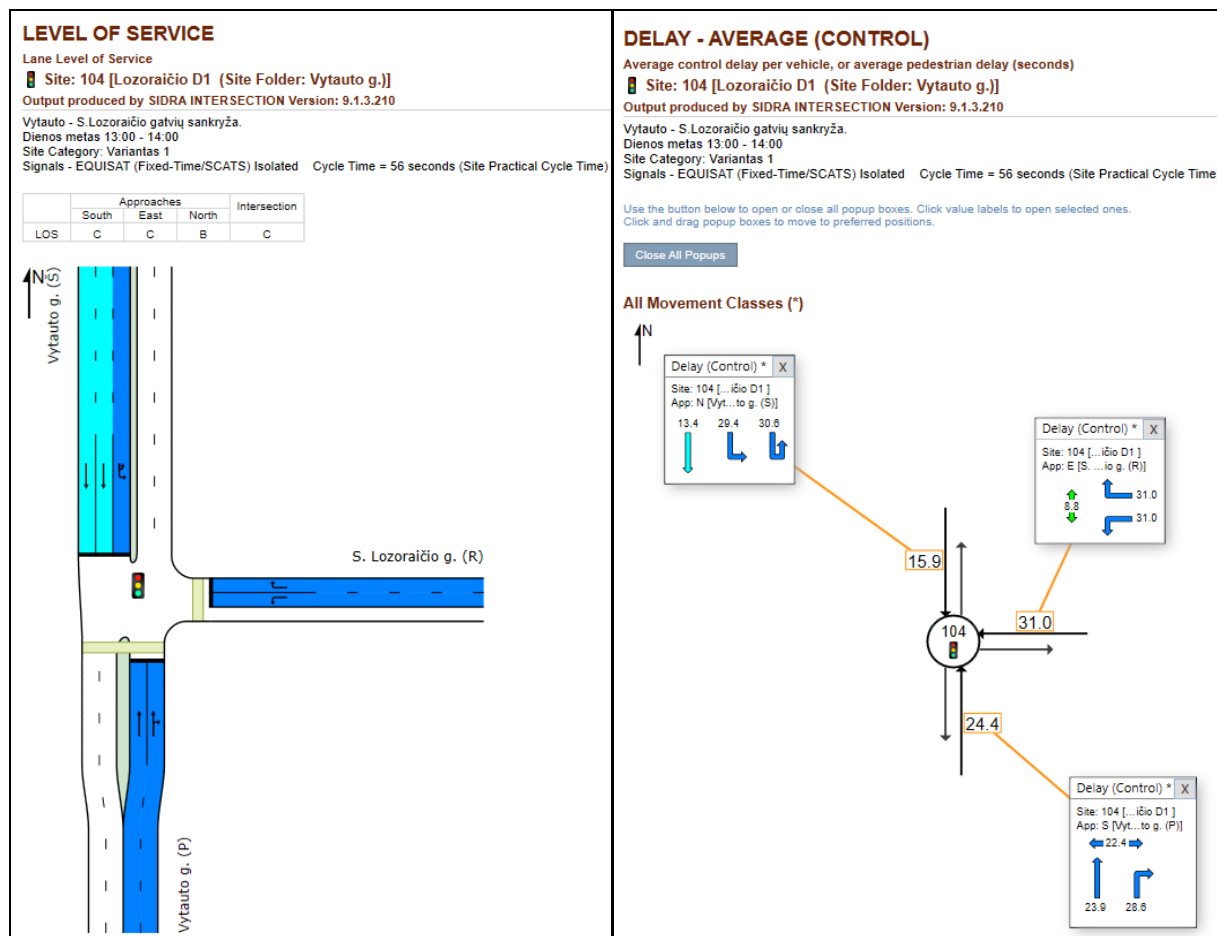 LEVEL OF SERVICE
Lane Level of Service
Site: 104 [Lozoraičio D1 (Site Folder: Vytauto g.)]
Output produced by SIDRA INTERSECTION Version: 9.1.3.210
Vytauto - S.Lozoraičio gatvių sankryža.
Dienos metas 13:00 - 14:00
Site Category: Variantas 1
Signals - EQUISAT (Fixed-Time/SCATS) Isolated Cycle Time = 56 seconds (Site Practical Cycle Time)
Approaches Intersection
South East North
LOS C C B C
N
Vytauto g. (Š)
S. Lozoraičio g. (R)
Vytauto g. (P)
DELAY - AVERAGE (CONTROL)
Average control delay per vehicle, or average pedestrian delay (seconds)
Site: 104 [Lozoraičio D1 (Site Folder: Vytauto g.)]
Output produced by SIDRA INTERSECTION Version: 9.1.3.210
Vytauto - S.Lozoraičio gatvių sankryža.
Dienos metas 13:00 - 14:00
Site Category: Variantas 1
Signals - EQUISAT (Fixed-Time/SCATS) Isolated Cycle Time = 56 seconds (Site Practical Cycle Time
Use the button below to open or close all popup boxes. Click value labels to open selected ones.
Click and drag popup boxes to move to preferred positions.
Close All Popups
All Movement Classes (*)
N
Delay (Control) * X
Site: 104 [...ičio D1 ]
App: N [Vyt...to g. (Š)]
13.4 29.4 30.6
Delay (Control) * X
Site: 104 [...ičio D1 ]
App: E [S. ...io g. (R)]
8.8
31.0
31.0
15.9
31.0
104
24.4
Delay (Control) * X
Site: 104 [...ičio D1 ]
App: S [Vyt...to g. (P)]
22.4
23.9 28.6